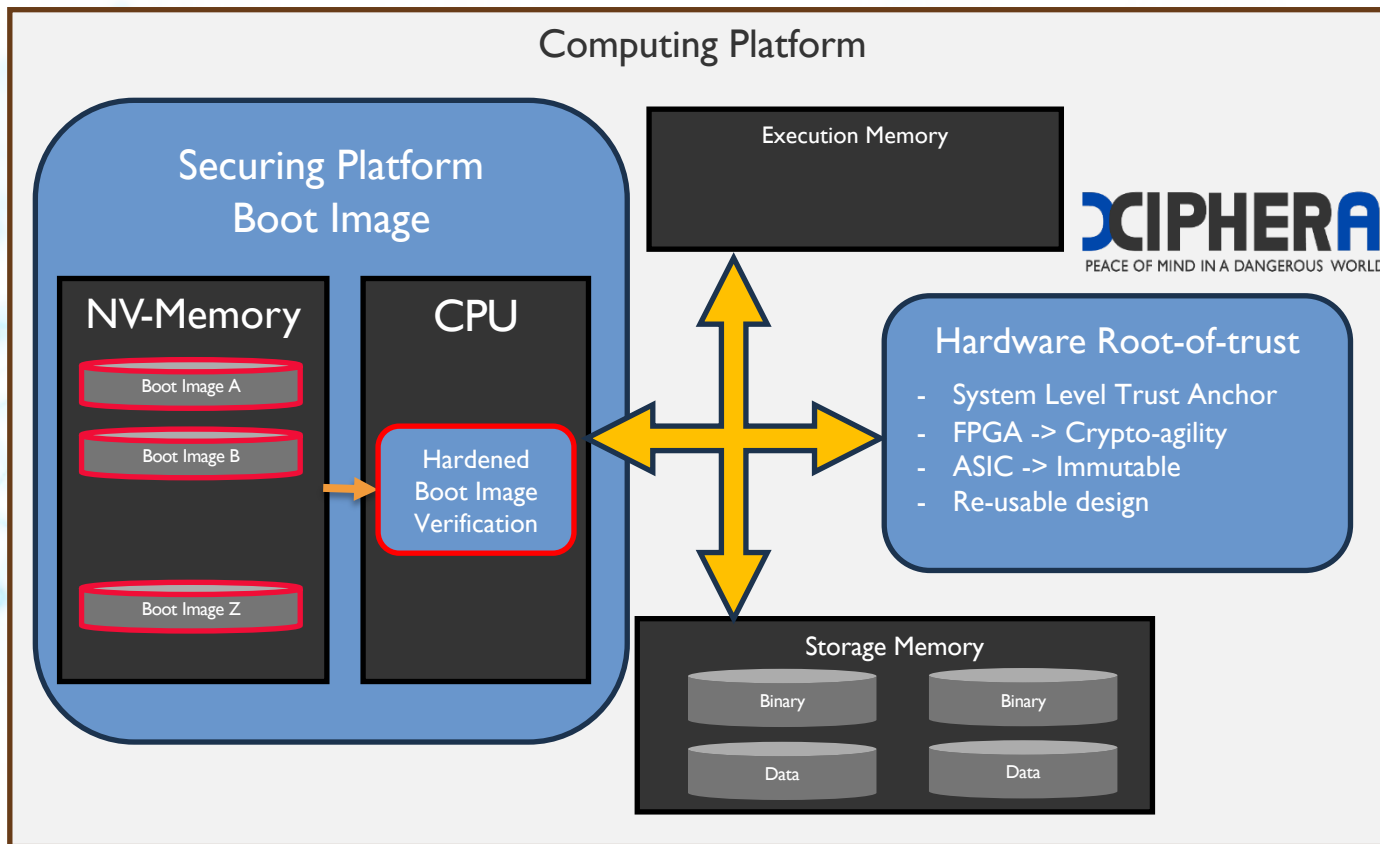 Computing Platform
Securing Platform
Boot Image
NV-Memory
Boot Image A
Boot Image B
Boot Image Z
CPU
Hardened
Boot Image
Verification
Execution Memory
XIPHERA
PEACE OF MIND IN A DANGEROUS WORLD
Hardware Root-of-trust
- System Level Trust Anchor
- FPGA -> Crypto-agility
- ASIC -> Immutable
- Re-usable design
Storage Memory
Binary
Binary
Data
Data